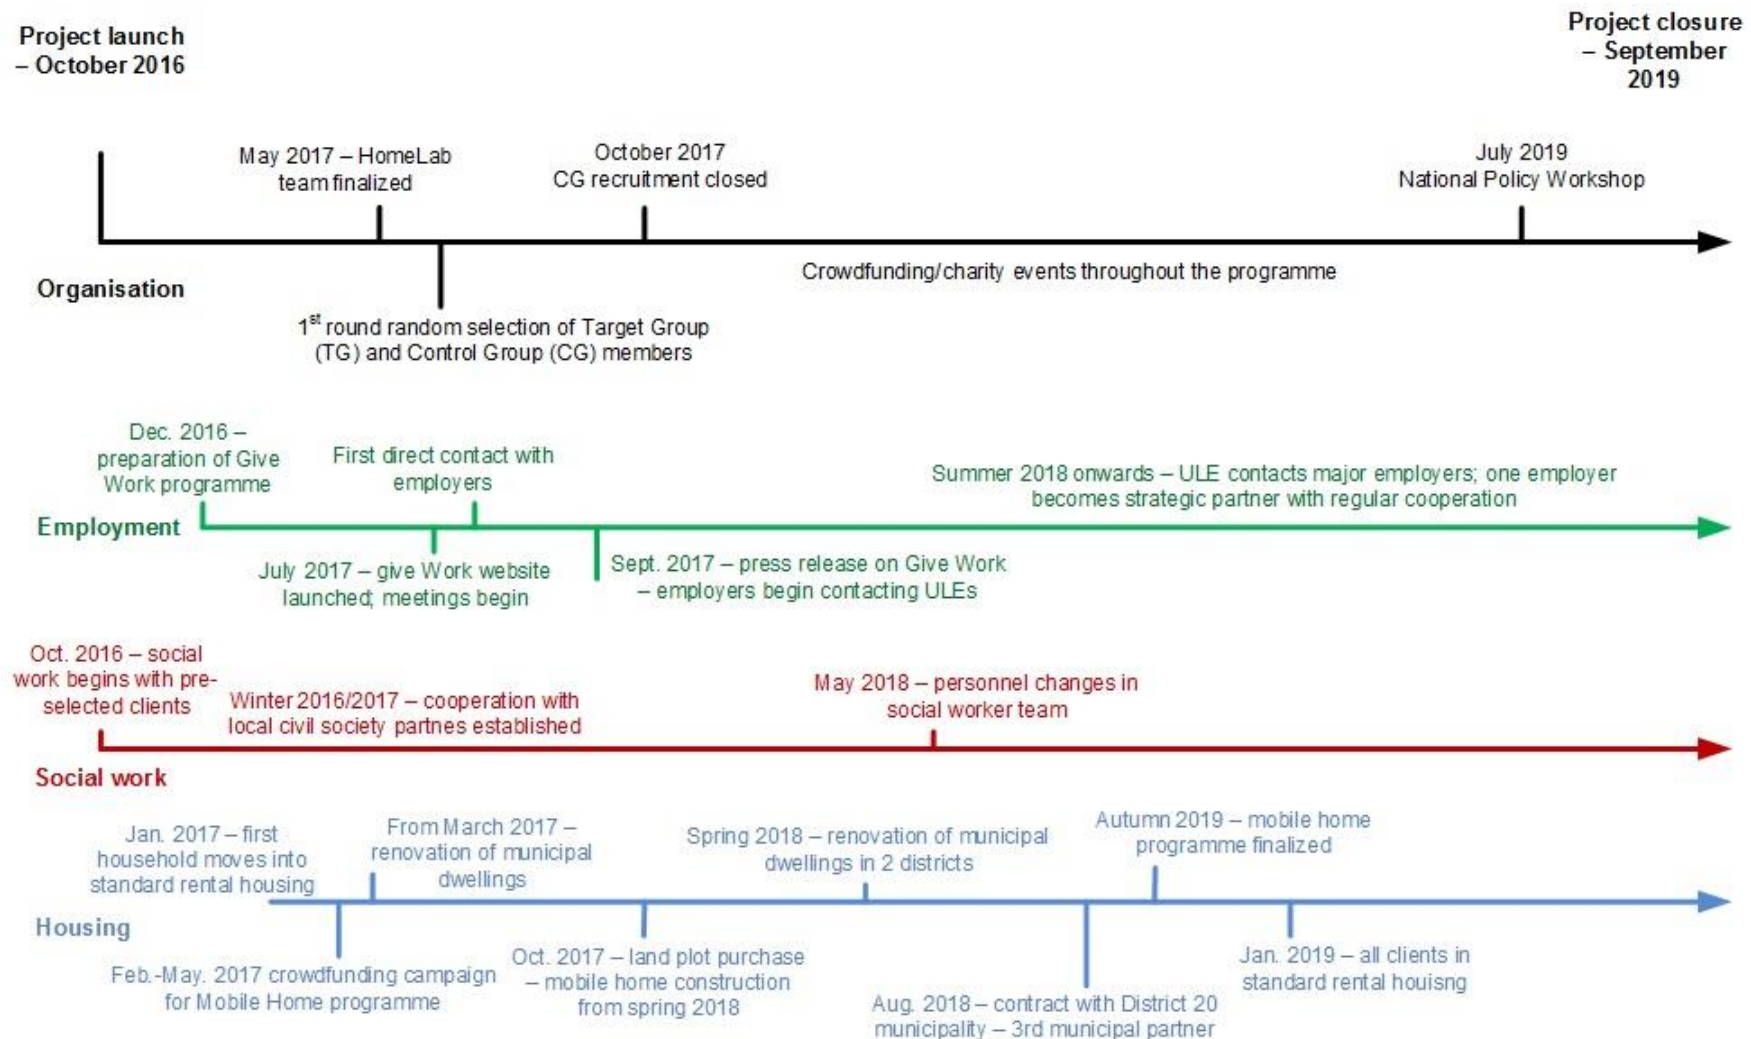 Project launch
– October 2016
Project closure
– September
2019
May 2017 – HomeLab
team finalized
October 2017
CG recruitment closed
July 2019
National Policy Workshop
Organisation
Crowdfunding/charity events throughout the programme
1st round random selection of Target Group
(TG) and Control Group (CG) members
Dec. 2016 –
preparation of Give
Work programme
First direct contact with
employers
Summer 2018 onwards – ULE contacts major employers; one employer
becomes strategic partner with regular cooperation
Employment
July 2017 – give Work website
launched; meetings begin
Sept. 2017 – press release on Give Work
– employers begin contacting ULEs
Oct. 2016 – social
work begins with pre-
selected clients
Winter 2016/2017 – cooperation with
local civil society partnes established
May 2018 – personnel changes in
social worker team
Social work
Jan. 2017 – first
household moves into
standard rental housing
From March 2017 –
renovation of municipal
dwellings
Spring 2018 – renovation of municipal
dwellings in 2 districts
Autumn 2019 – mobile home
programme finalized
Housing
Feb.-May. 2017 crowdfunding campaign
for Mobile Home programme
Oct. 2017 – land plot purchase
– mobile home construction
from spring 2018
Aug. 2018 – contract with District 20
municipality – 3rd municipal partner
Jan. 2019 – all clients in
standard rental houisng